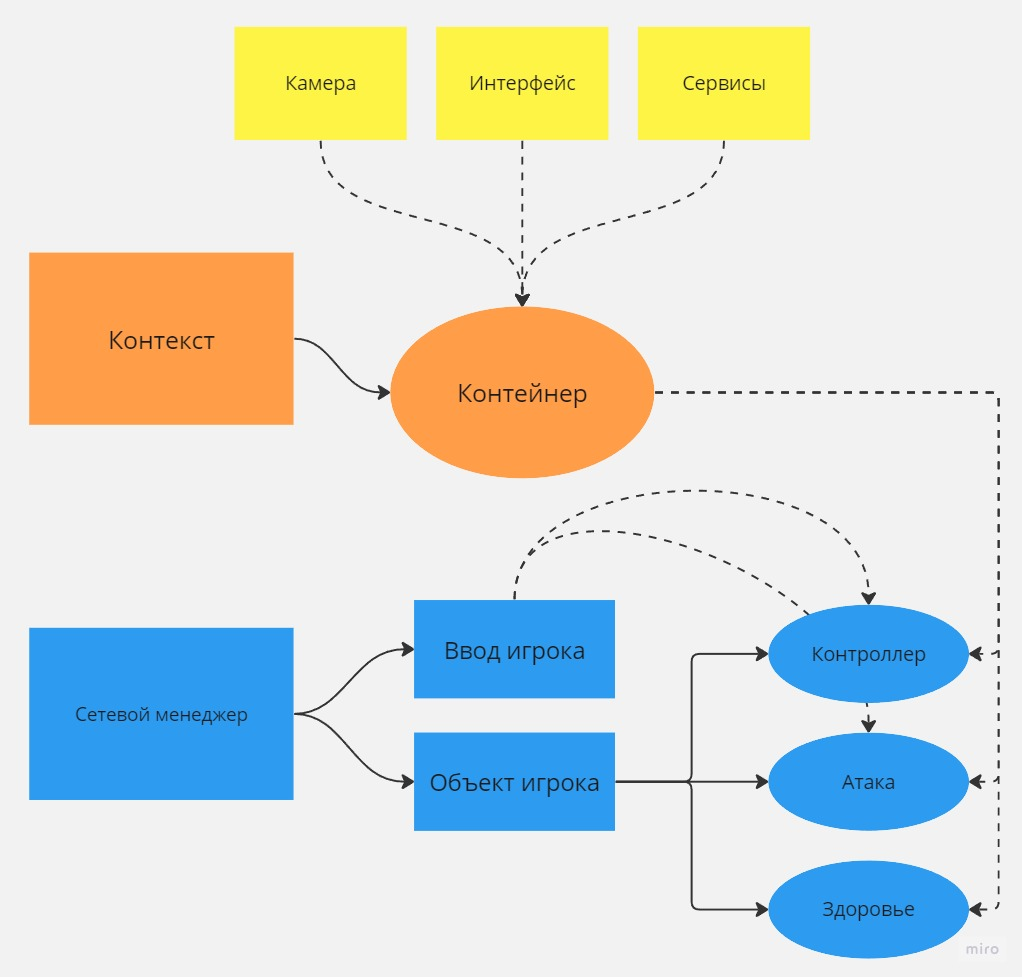 Камера
Интерфейс
Сервисы
Контекст
Контейнер
Ввод игрока
Контроллер
Сетевой менеджер
Объект игрока
Атака
Здоровье
miro